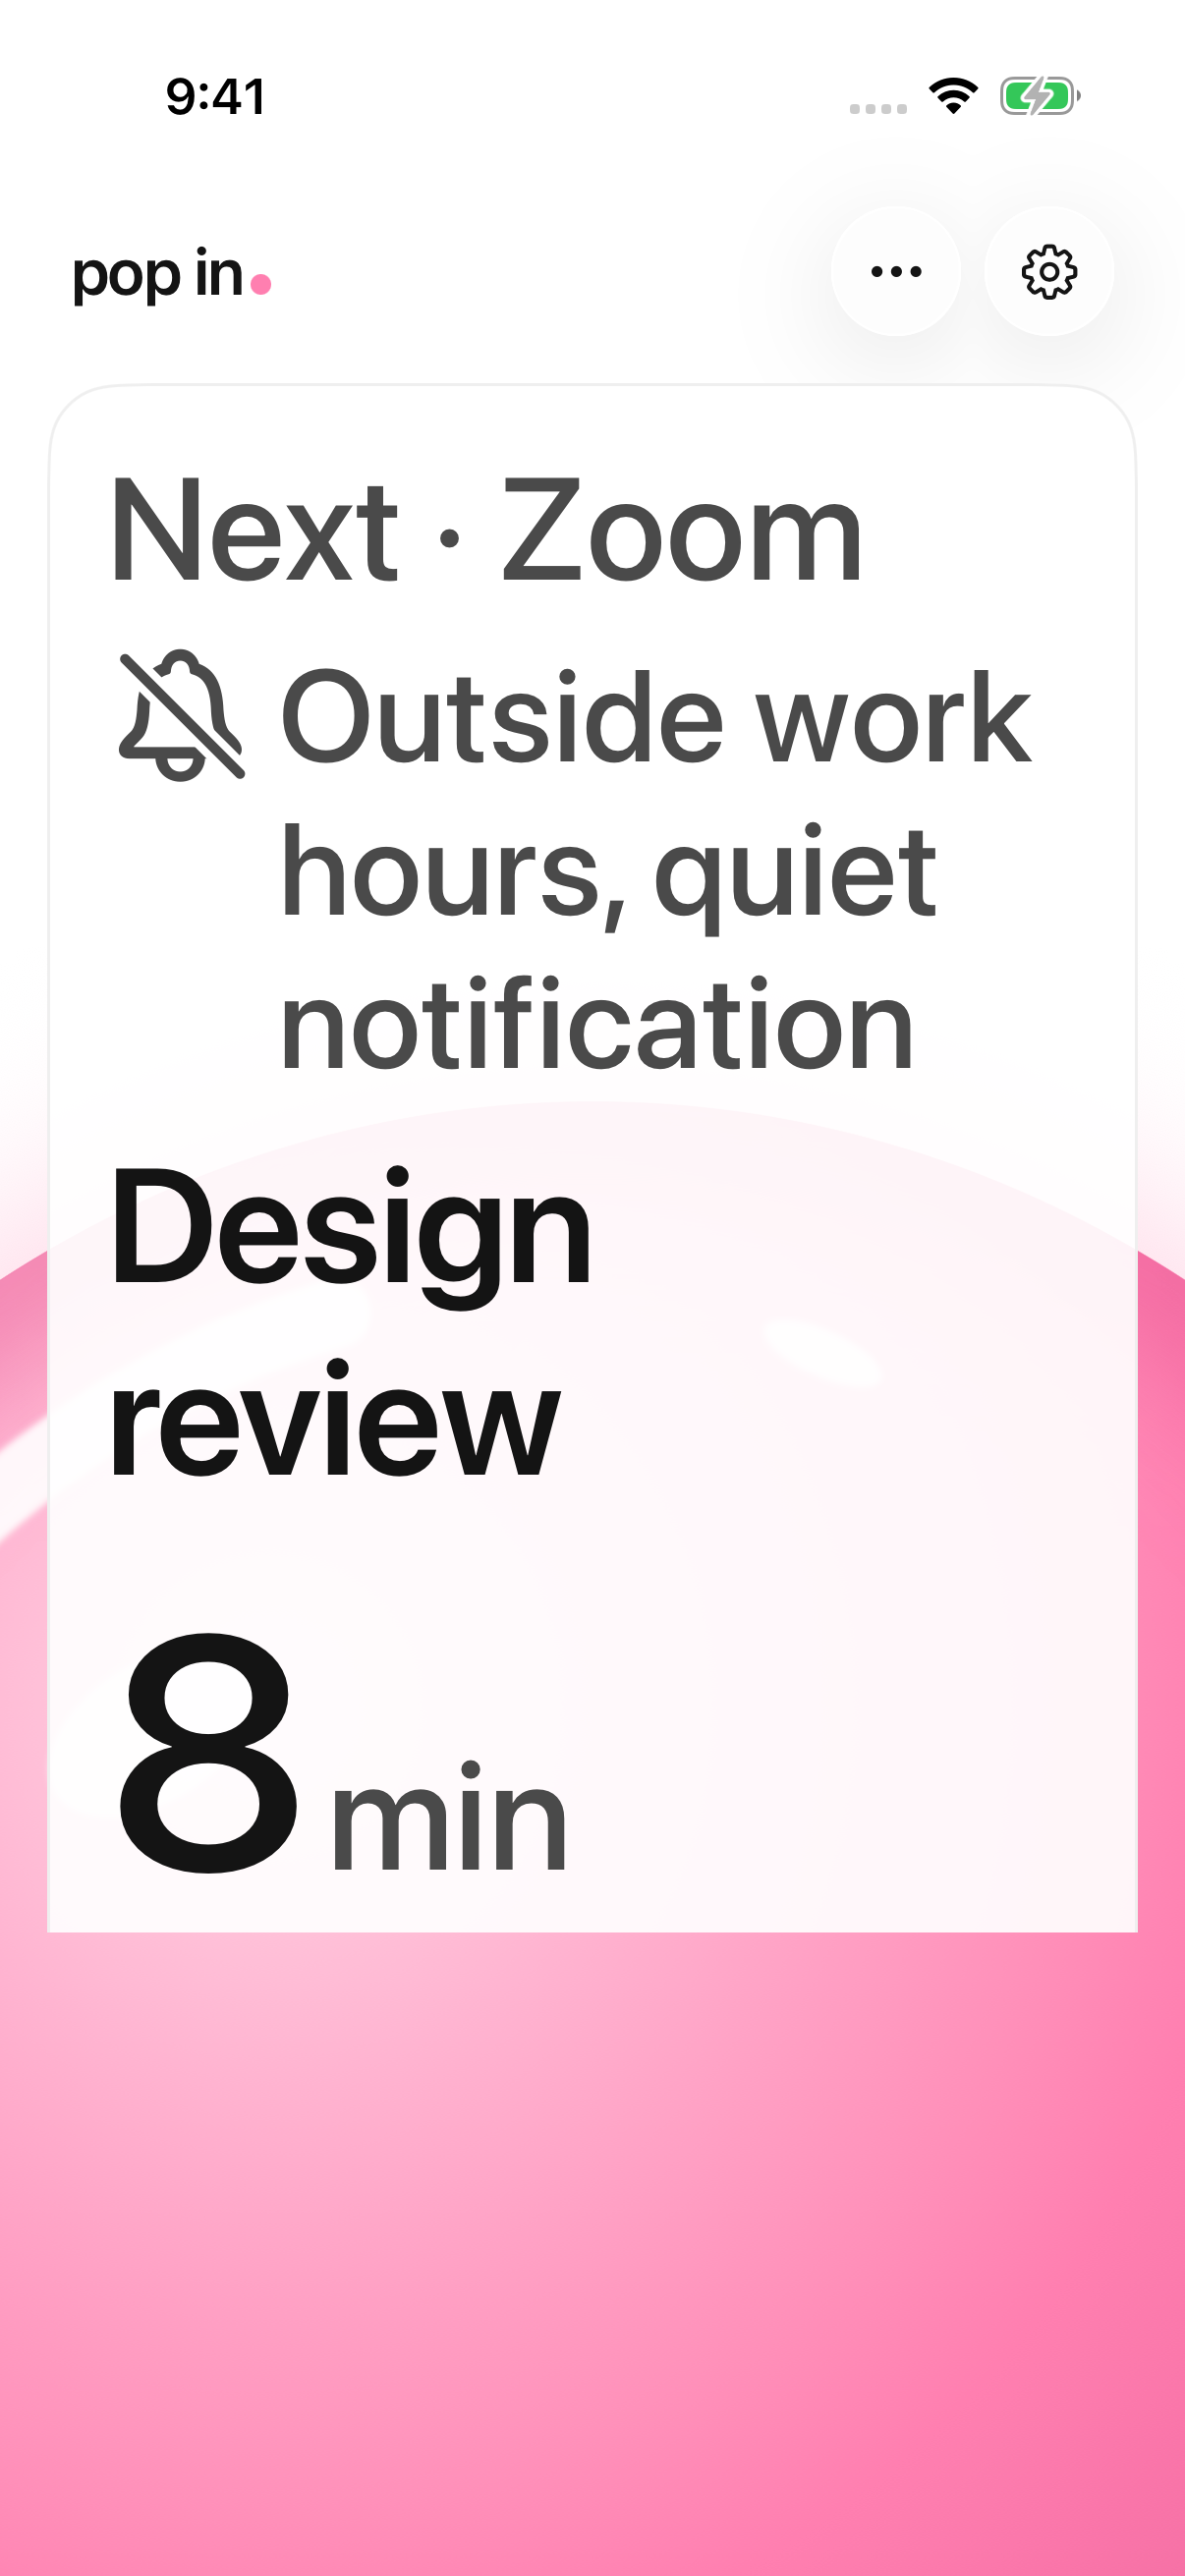 9:41
pop in
Next · Zoom
Outside work
hours, quiet
notification
Design
review
8 min